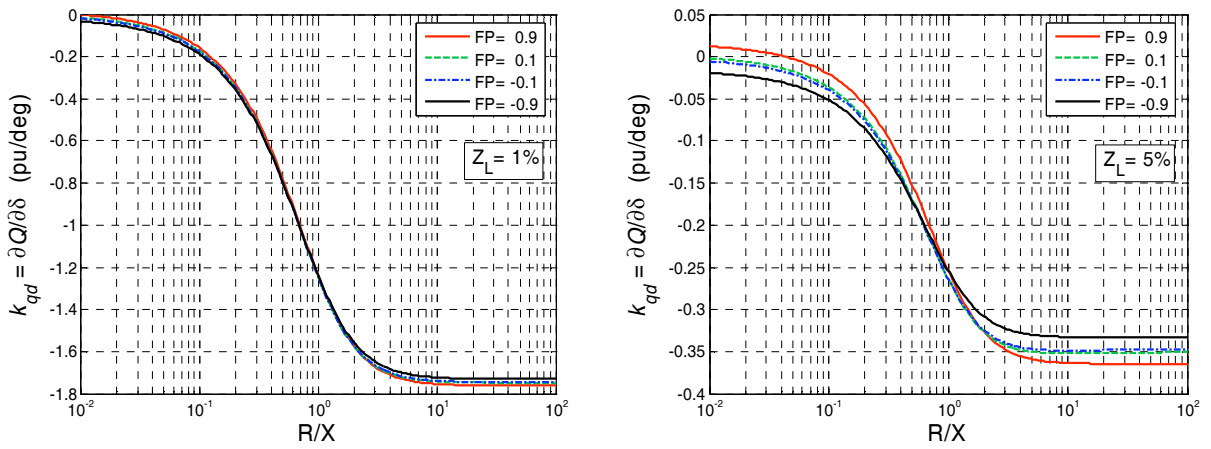 0
-0.2
-0.4
-0.6
-0.8
-1
-1.2
-1.4
-1.6
-1.8
10^-2
10^-1
10^0
10^1
10^2
R/X
k_qd = ∂Q/∂δ (pu/deg)
FP= 0.9
FP= 0.1
FP= -0.1
FP= -0.9
Z_L = 1%
0.05
0
-0.05
-0.1
-0.15
-0.2
-0.25
-0.3
-0.35
-0.4
10^-2
10^-1
10^0
10^1
10^2
R/X
k_qd = ∂Q/∂δ (pu/deg)
FP= 0.9
FP= 0.1
FP= -0.1
FP= -0.9
Z_L = 5%